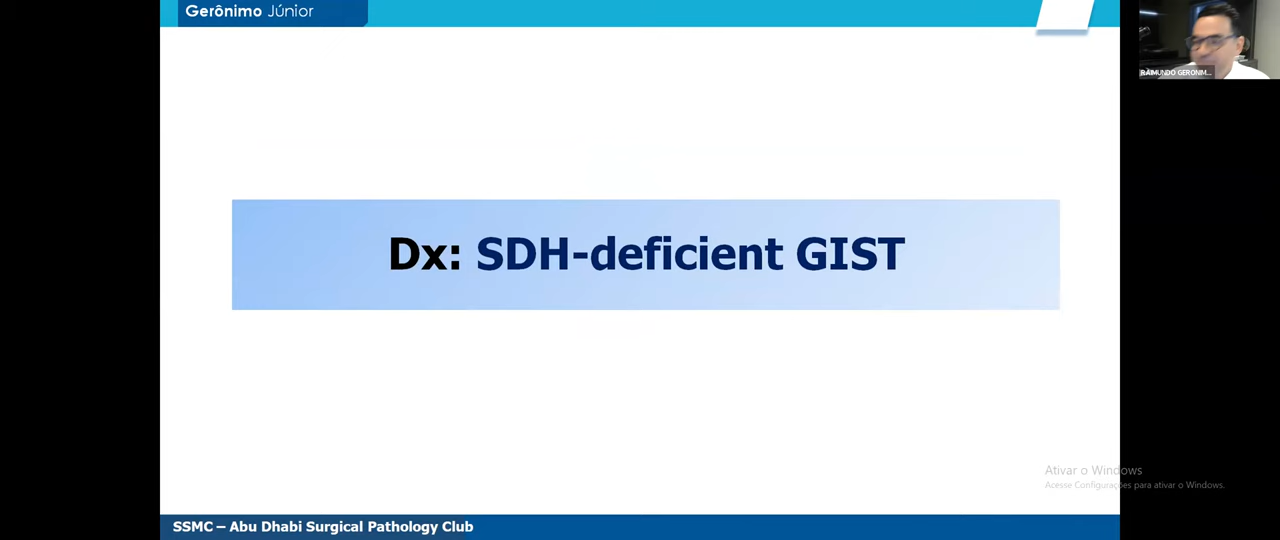 Gerônimo Júnior
RAIMUNDO GERONIM...
Dx: SDH-deficient GIST
Ativar o Windows
Acesse Configurações para ativar o Windows.
SSMC – Abu Dhabi Surgical Pathology Club